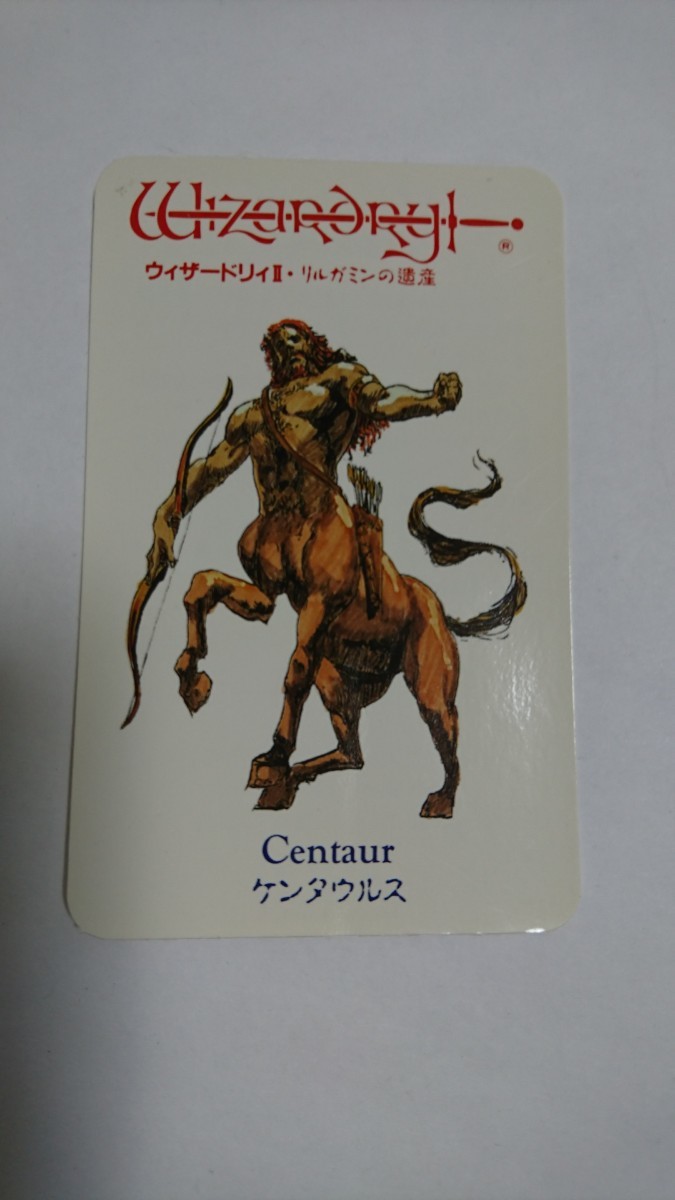 Wizardry
®
ウィザードリィⅡ・リルガミンの遺産
Centaur
ケンタウルス